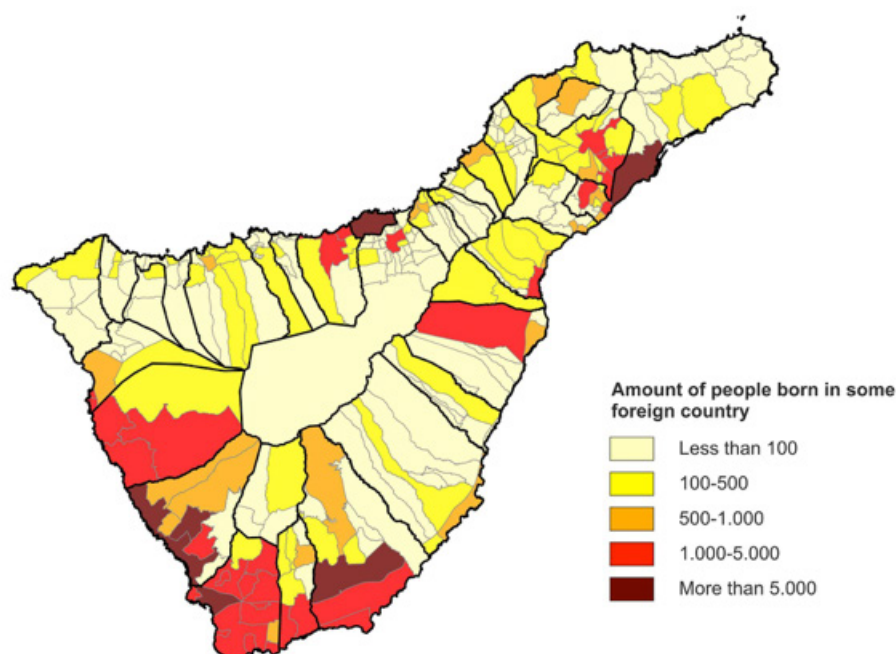 Amount of people born in some
foreign country
Less than 100
100-500
500-1.000
1.000-5.000
More than 5.000